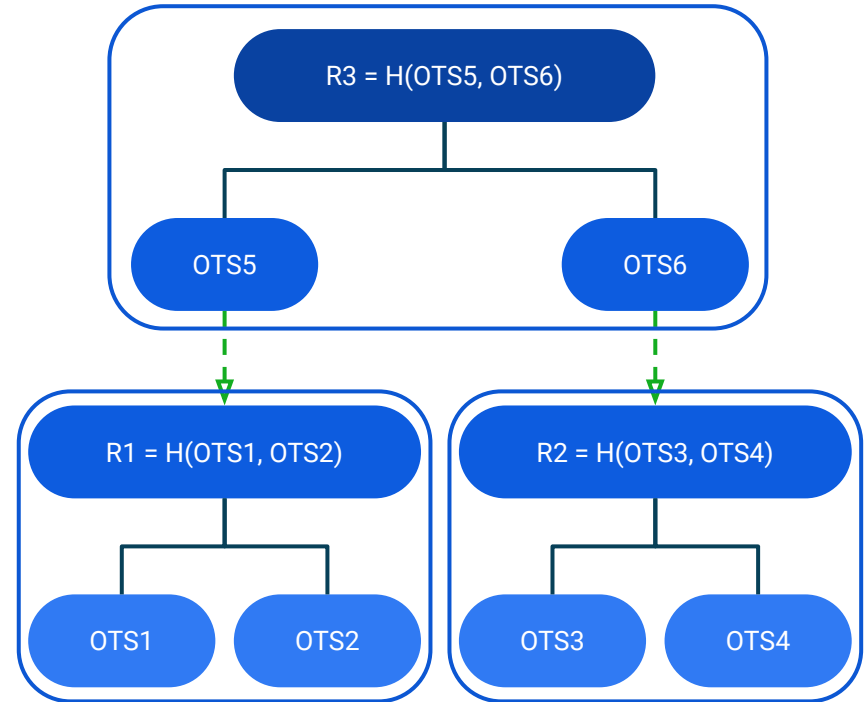 R3 = H(OTS5, OTS6)
OTS5
OTS6
R1 = H(OTS1, OTS2)
R2 = H(OTS3, OTS4)
OTS1
OTS2
OTS3
OTS4